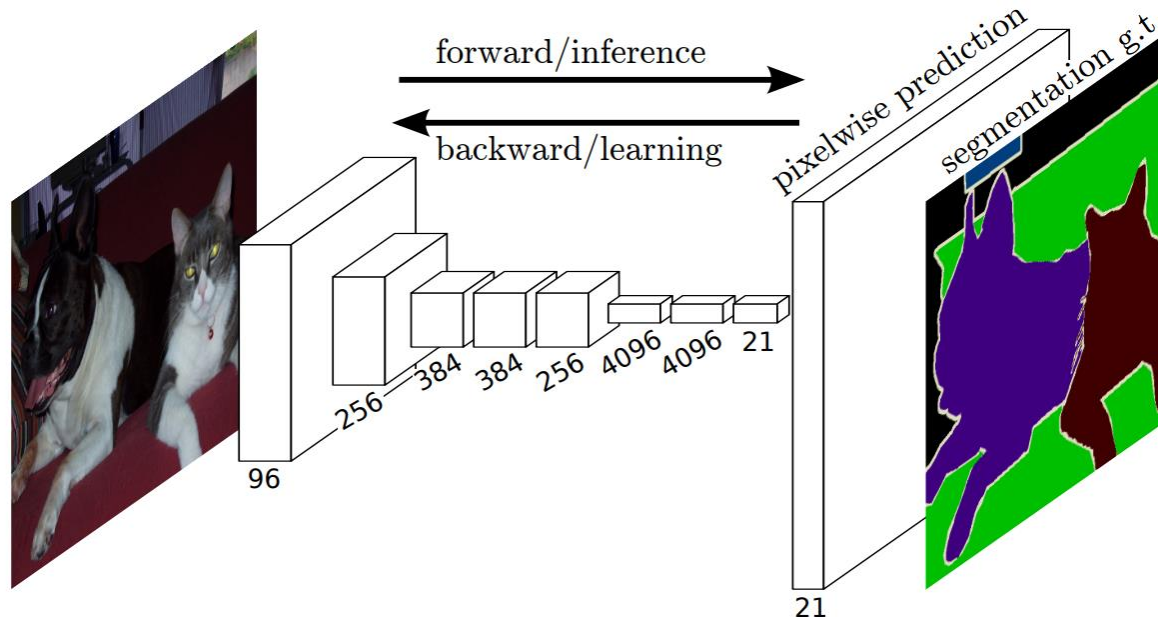 forward/inference
backward/learning
pixelwise prediction
segmentation g.t
96
256
384
384
256
4096
4096
21
21